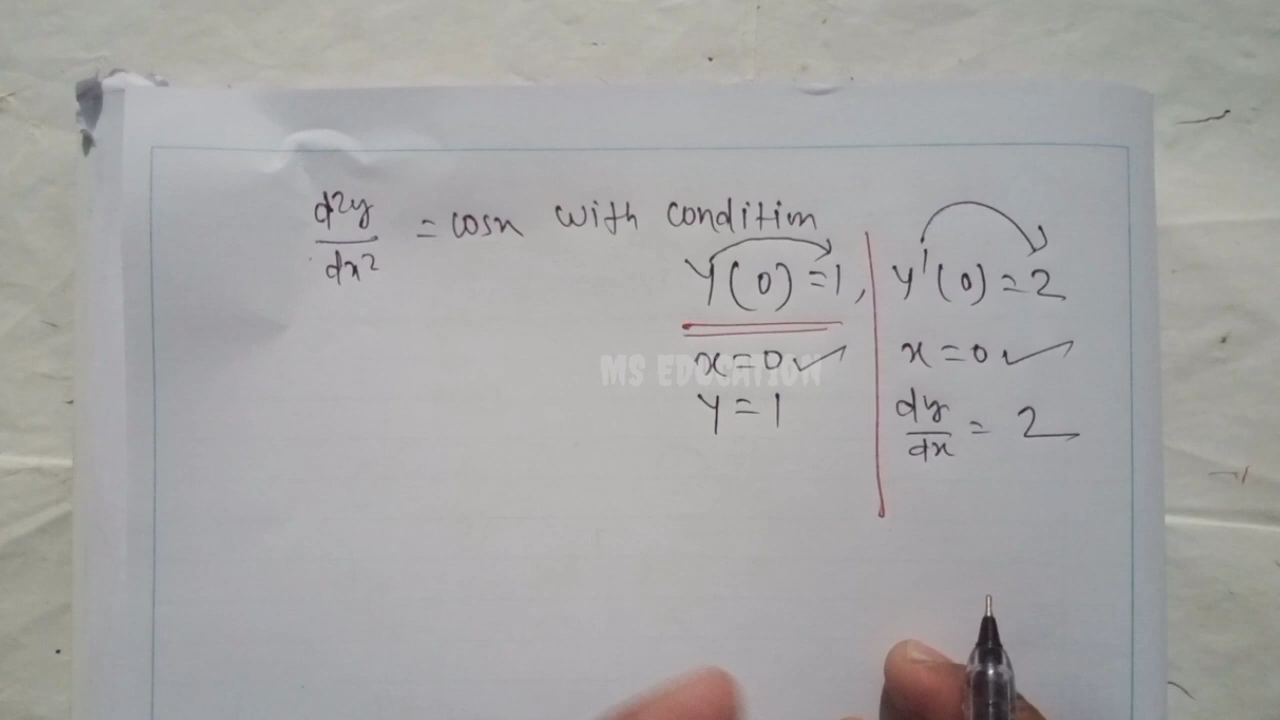 d²y/dx² = cosx with condition
y(0)=1, y'(0)=2
x=0✓ x=0✓
y=1 dy/dx = 2
MS EDUCATION